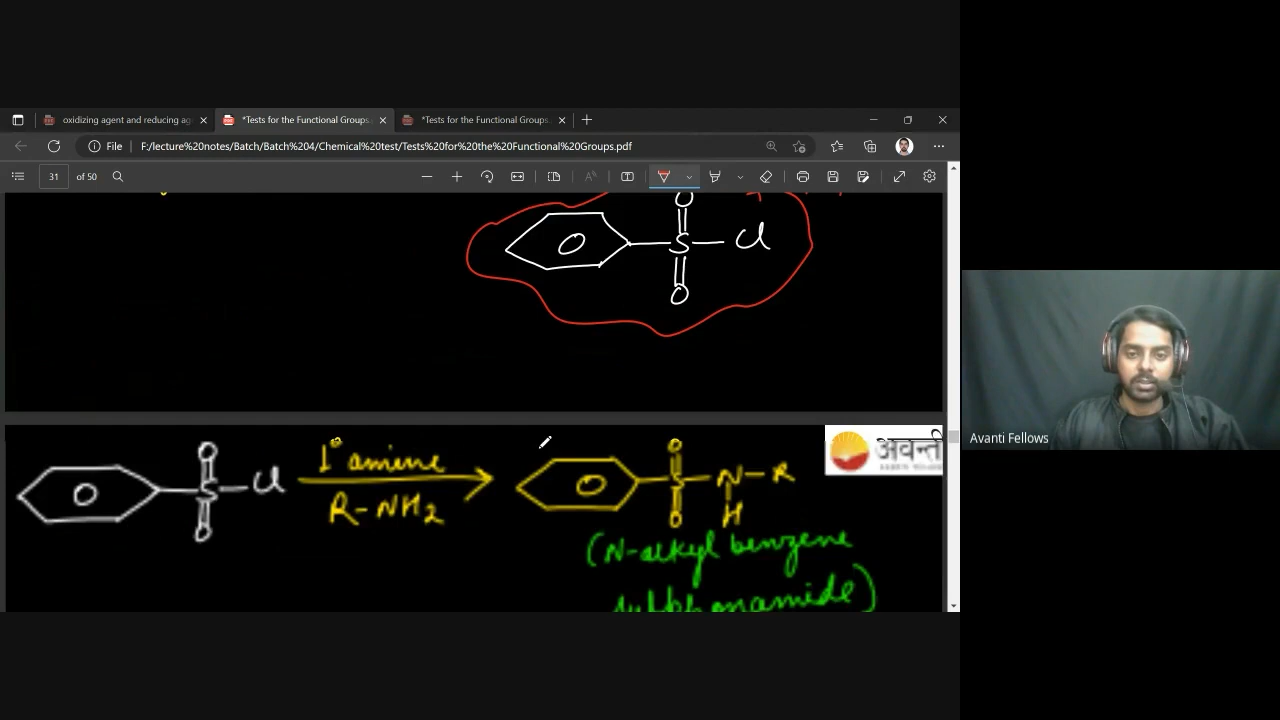 oxidizing agent and reducing ag
*Tests for the Functional Groups.
*Tests for the Functional Groups.
File
F:/lecture%20notes/Batch/Batch%204/Chemical%20test/Tests%20for%20the%20Functional%20Groups.pdf
31 of 50
O
S Cl
O
O
O
S Cl
O
1° amine
R-NH2
O
S N-R
O H
(N-alkyl benzene
sulphonamide)
अवन्ती
Avanti Fellows